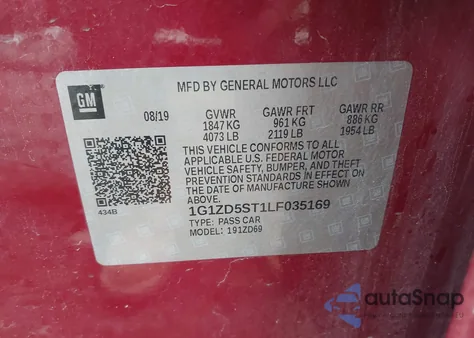 MFD BY GENERAL MOTORS LLC
GM
08/19 GVWR GAWR FRT GAWR RR
1847 KG 961 KG 886 KG
4073 LB 2119 LB 1954 LB
THIS VEHICLE CONFORMS TO ALL
APPLICABLE U.S. FEDERAL MOTOR
VEHICLE SAFETY, BUMPER, AND THEFT
PREVENTION STANDARDS IN EFFECT ON
THE DATE OF MANUFACTURE SHOWN
ABOVE.
434B
1G1ZD5ST1LF035169
TYPE: PASS CAR
MODEL: 191ZD69
autoSnap